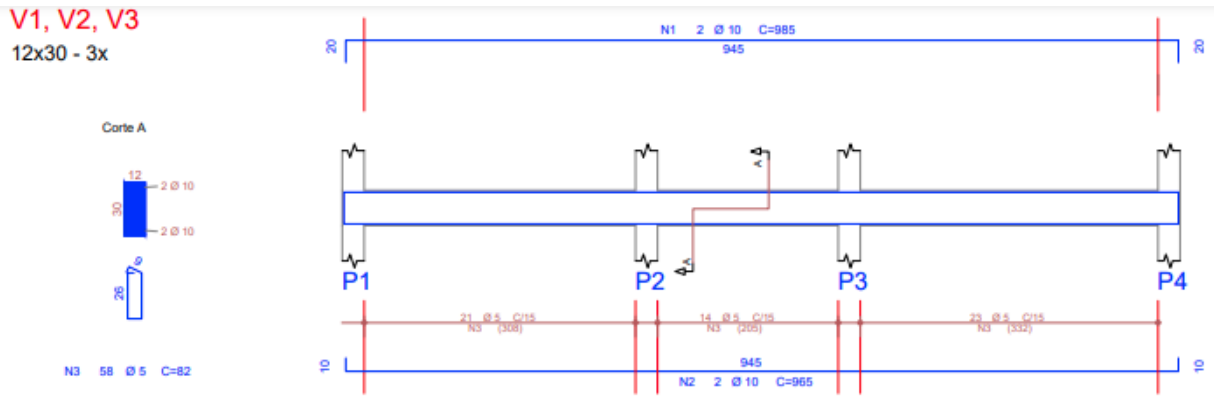 V1, V2, V3
12x30 - 3x
N1 2 Ø 10 C=985
20 945 20
Corte A
12
2 Ø 10
30
2 Ø 10
6
26
N3 58 Ø 5 C=82
A
A
P1 P2 P3 P4
21 Ø 5 C/15 14 Ø 5 C/15 23 Ø 5 C/15
N3 (308) N3 (205) N3 (332)
10 945 10
N2 2 Ø 10 C=965